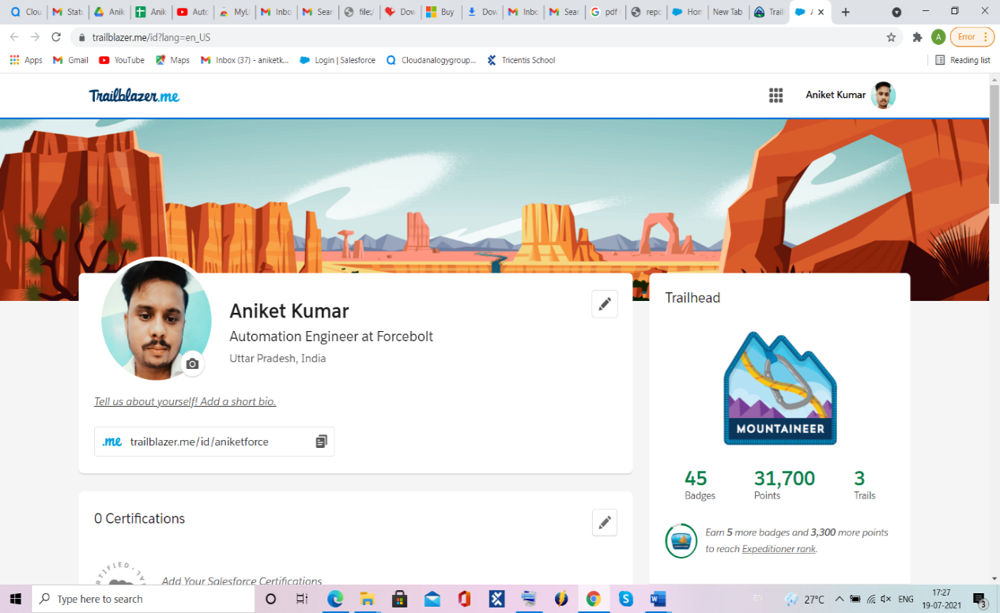 Clou
Statu
Anik
Anik
Auto
MyLi
Inbo
Sear
file:/
Dow
Buy
Dow
Inbo
Sear
pdf
repo
Hon
New Tab
Trail
trailblazer.me/id?lang=en_US
A
Error
Apps
Gmail
YouTube
Maps
Inbox (37) - aniketk...
Login | Salesforce
Cloudanalogygroup...
Tricentis School
Reading list
Trailblazer.me
Aniket Kumar
Aniket Kumar
Automation Engineer at Forcebolt
Uttar Pradesh, India
Tell us about yourself! Add a short bio.
.me trailblazer.me/id/aniketforce
0 Certifications
Add Your Salesforce Certifications
Trailhead
MOUNTAINEER
45
Badges
31,700
Points
3
Trails
Earn 5 more badges and 3,300 more points
to reach Expeditioner rank.
Type here to search
27°C
ENG
17:27
19-07-2021
3